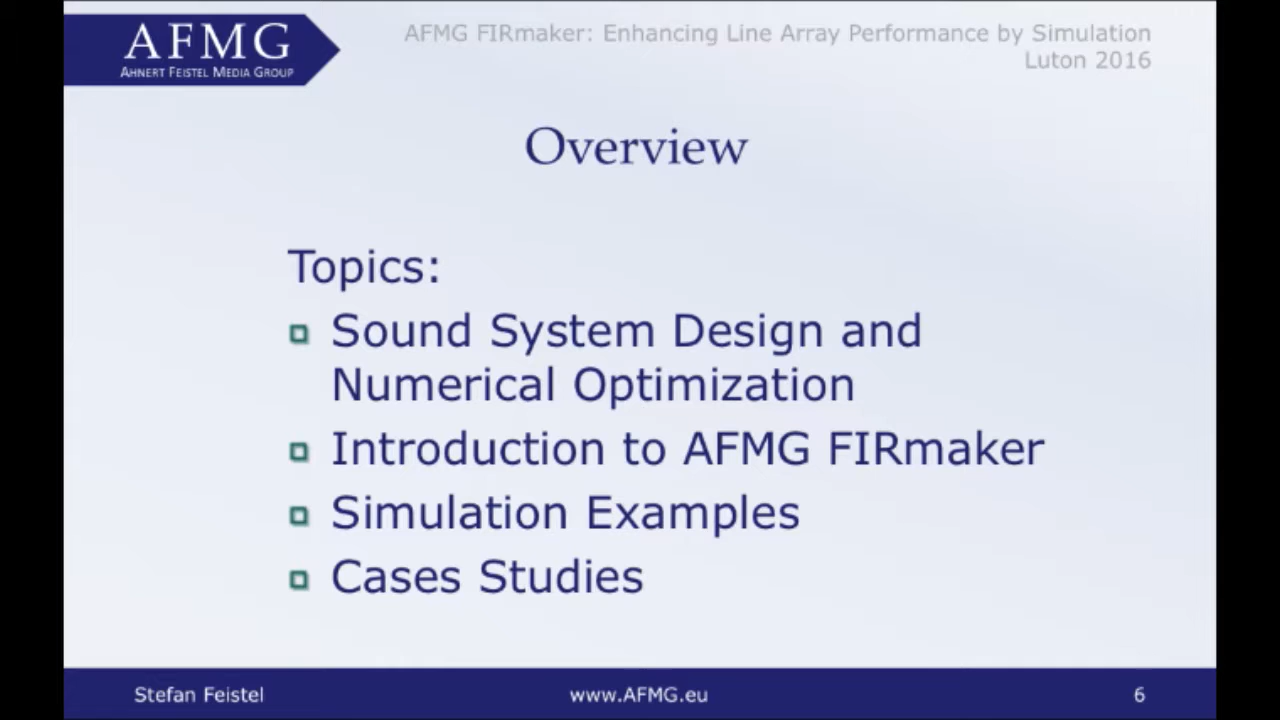 AFMG
AHNERT FEISTEL MEDIA GROUP
AFMG FIRmaker: Enhancing Line Array Performance by Simulation
Luton 2016
Overview
Topics:
Sound System Design and
Numerical Optimization
Introduction to AFMG FIRmaker
Simulation Examples
Cases Studies
Stefan Feistel
www.AFMG.eu
6